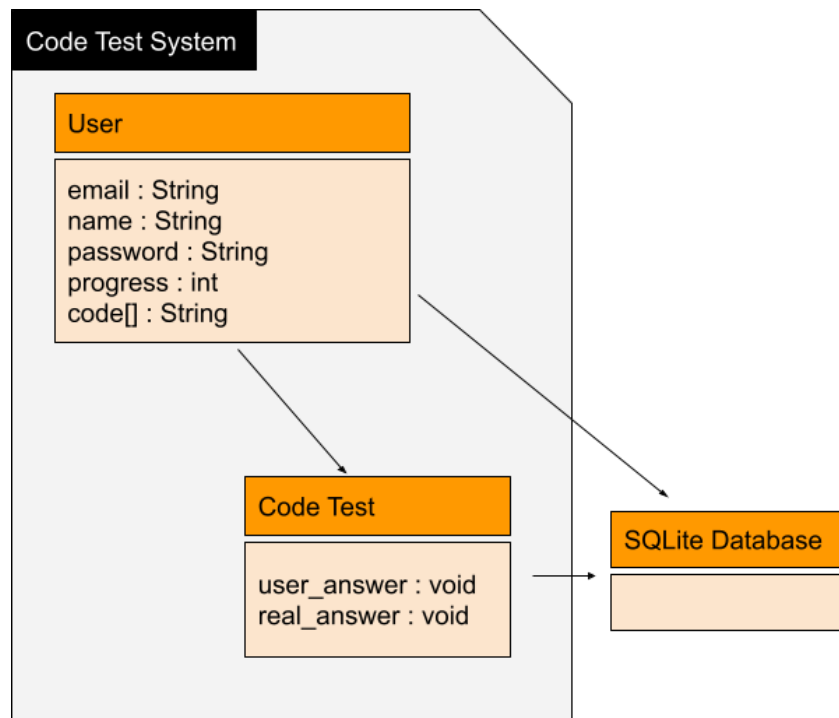 Code Test System
User
email : String
name : String
password : String
progress : int
code[] : String
Code Test
user_answer : void
real_answer : void
SQLite Database